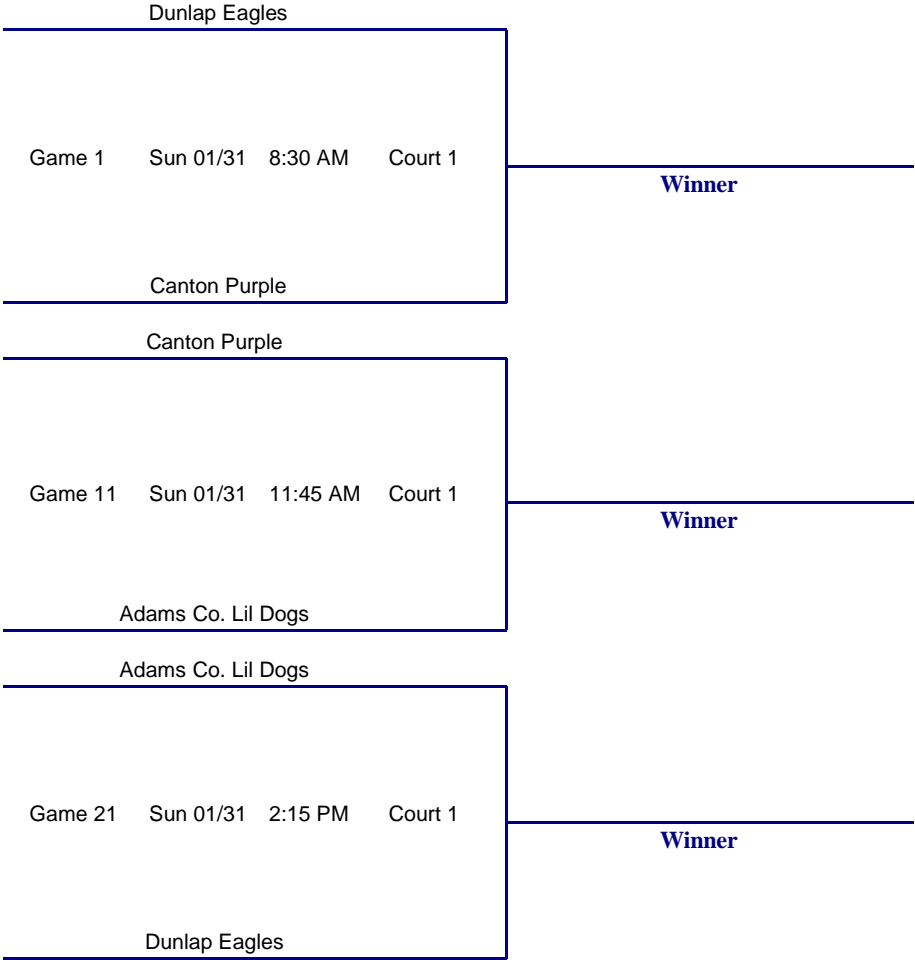 Dunlap Eagles
Game 1 Sun 01/31 8:30 AM Court 1
Winner
Canton Purple
Canton Purple
Game 11 Sun 01/31 11:45 AM Court 1
Winner
Adams Co. Lil Dogs
Adams Co. Lil Dogs
Game 21 Sun 01/31 2:15 PM Court 1
Winner
Dunlap Eagles